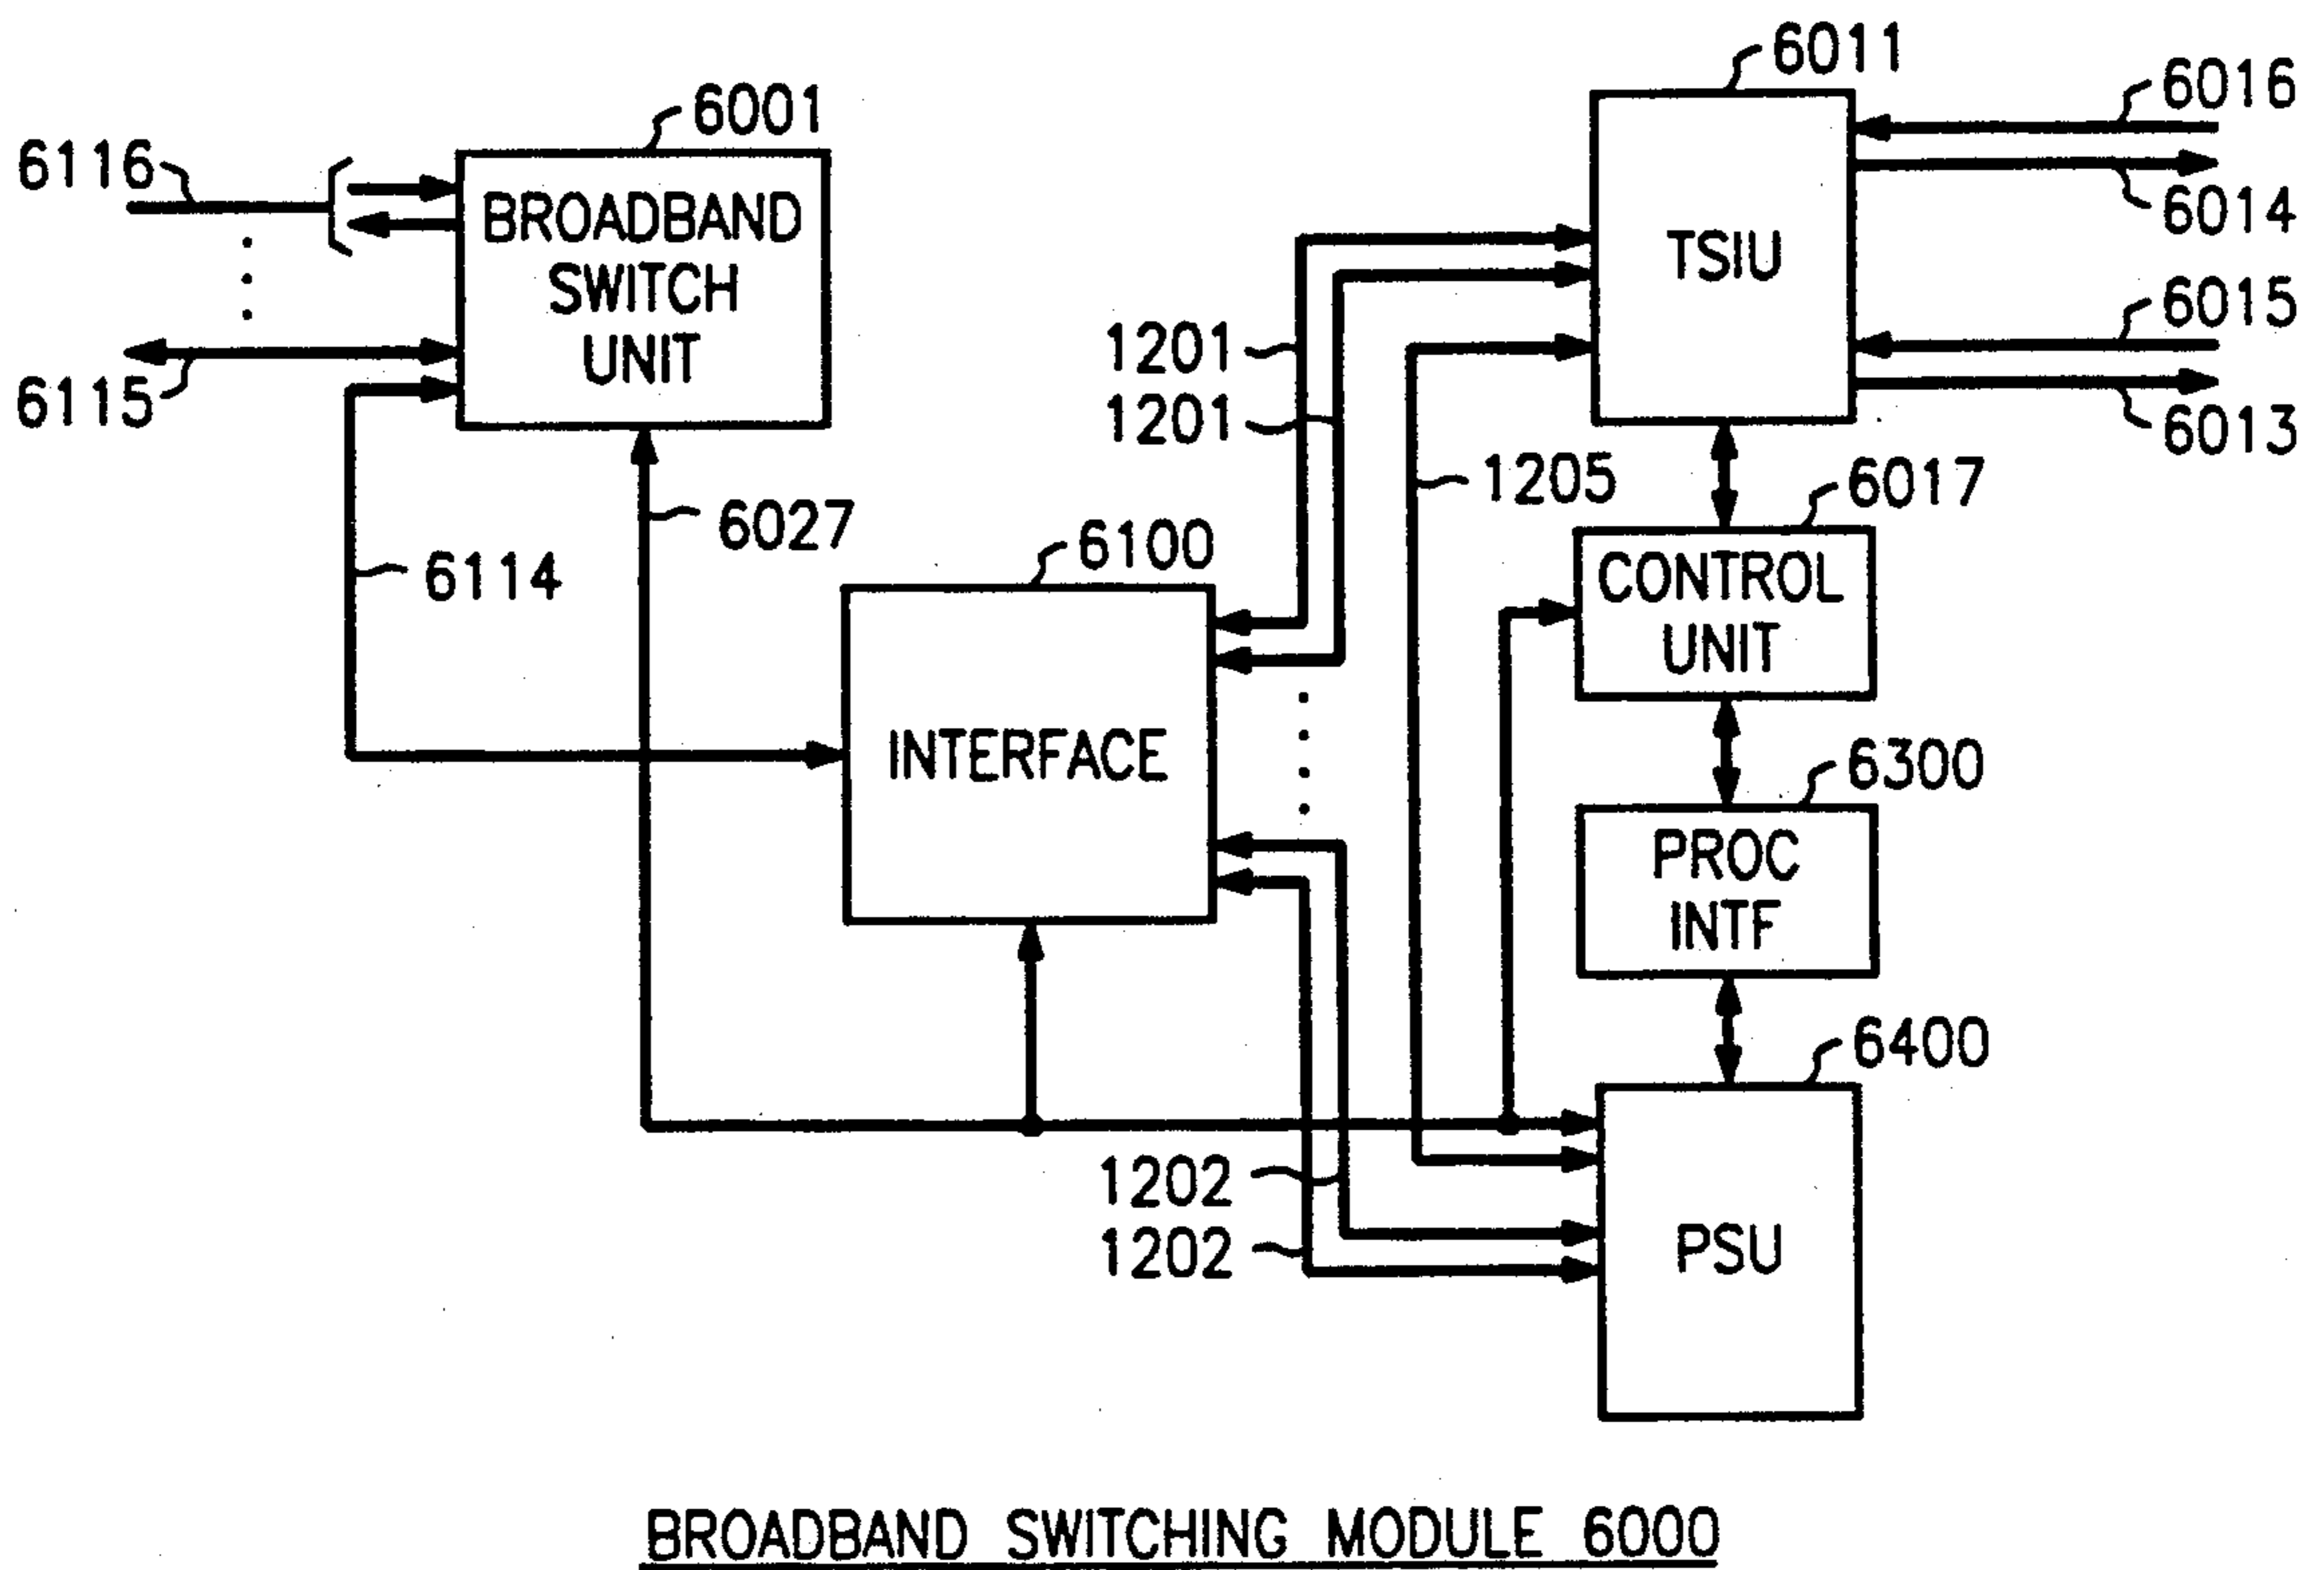 6011
6016
6001
6116
BROADBAND
SWITCH
UNIT
6014
TSIU
6015
1201
6115
1201
6013
1205
6017
6027
6100
6114
CONTROL
UNIT
INTERFACE
6300
PROC
INTF
6400
1202
1202
PSU
BROADBAND SWITCHING MODULE 6000